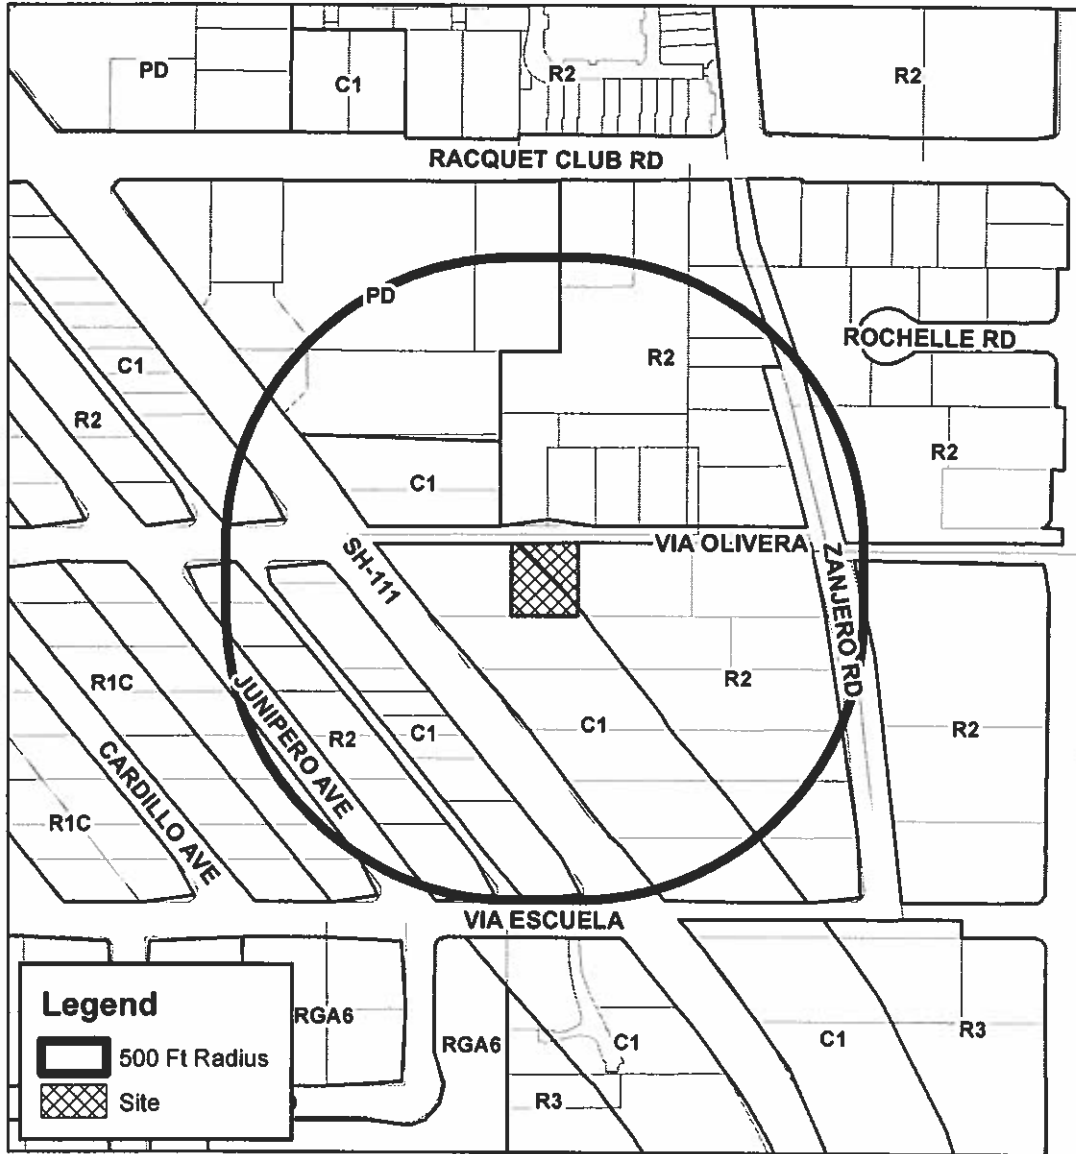 PD
C1
R2
R2
RACQUET CLUB RD
PD
ROCHELLE RD
R2
C1
R2
R2
C1
VIA OLIVERA
SH-111
ZANJERO RD
R1C
JUNIPERO AVE
R2
R2
C1
C1
R2
CARDILLO AVE
R1C
VIA ESCUELA
Legend
500 Ft Radius
Site
RGA6
RGA6
C1
C1
R3
R3